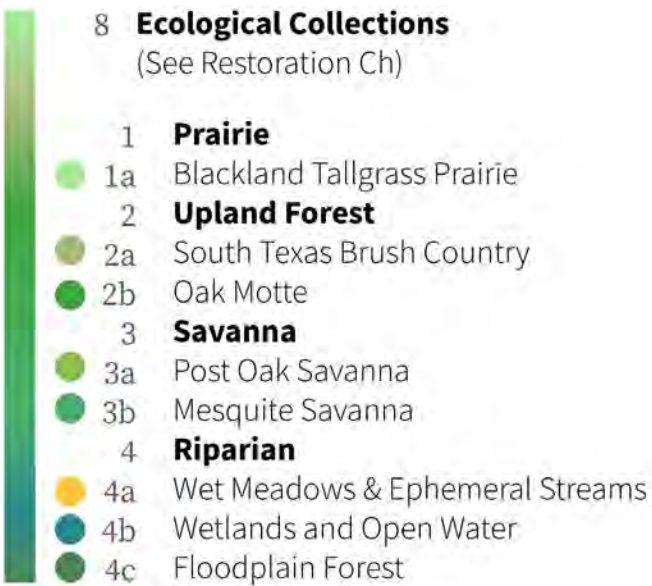 8 Ecological Collections
(See Restoration Ch)
1 Prairie
1a Blackland Tallgrass Prairie
2 Upland Forest
2a South Texas Brush Country
2b Oak Motte
3 Savanna
3a Post Oak Savanna
3b Mesquite Savanna
4 Riparian
4a Wet Meadows & Ephemeral Streams
4b Wetlands and Open Water
4c Floodplain Forest